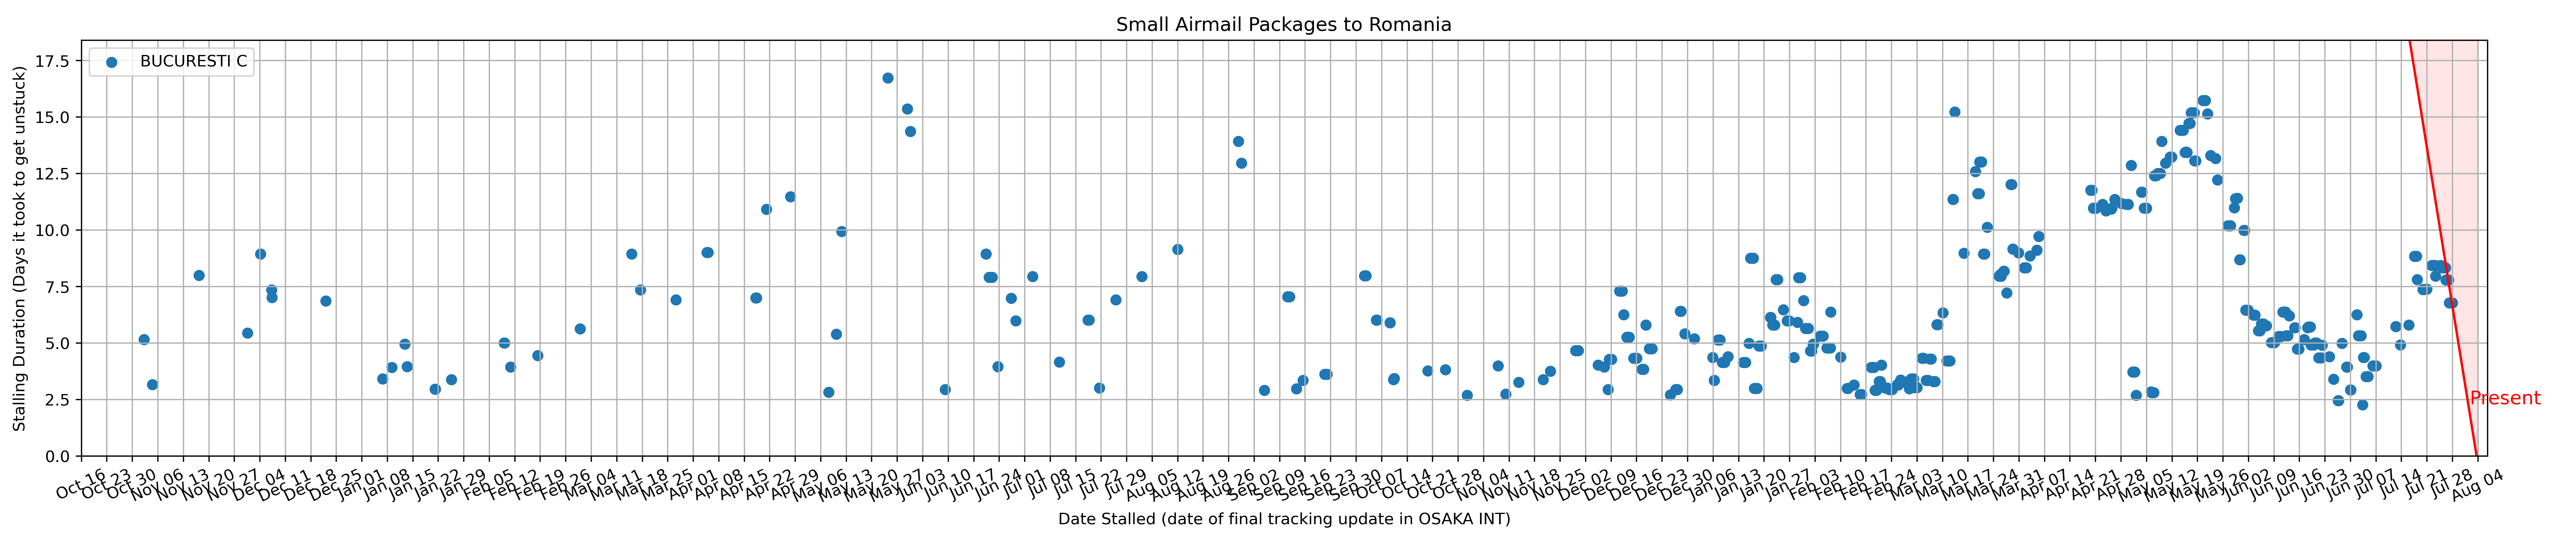 Small Airmail Packages to Romania
BUCURESTI C
Stalling Duration (Days it took to get unstuck)
17.5
15.0
12.5
10.0
7.5
5.0
2.5
0.0
Present
Oct 16 Oct 23 Oct 30 Nov 06 Nov 13 Nov 20 Nov 27 Dec 04 Dec 11 Dec 18 Dec 25 Jan 01 Jan 08 Jan 15 Jan 22 Jan 29 Feb 05 Feb 12 Feb 19 Feb 26 Mar 04 Mar 11 Mar 18 Mar 25 Apr 01 Apr 08 Apr 15 Apr 22 Apr 29 May 06 May 13 May 20 May 27 Jun 03 Jun 10 Jun 17 Jun 24 Jul 01 Jul 08 Jul 15 Jul 22 Jul 29 Aug 05 Aug 12 Aug 19 Aug 26 Sep 02 Sep 09 Sep 16 Sep 23 Sep 30 Oct 07 Oct 14 Oct 21 Oct 28 Nov 04 Nov 11 Nov 18 Nov 25 Dec 02 Dec 09 Dec 16 Dec 23 Dec 30 Jan 06 Jan 13 Jan 20 Jan 27 Feb 03 Feb 10 Feb 17 Feb 24 Mar 03 Mar 10 Mar 17 Mar 24 Mar 31 Apr 07 Apr 14 Apr 21 Apr 28 May 05 May 12 May 19 May 26 Jun 02 Jun 09 Jun 16 Jun 23 Jun 30 Jul 07 Jul 14 Jul 21 Jul 28 Aug 04
Date Stalled (date of final tracking update in OSAKA INT)